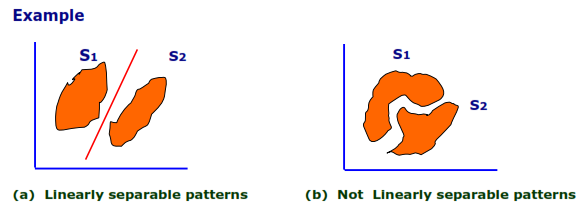 Example
S1
S2
S1
S2
(a) Linearly separable patterns
(b) Not Linearly separable patterns